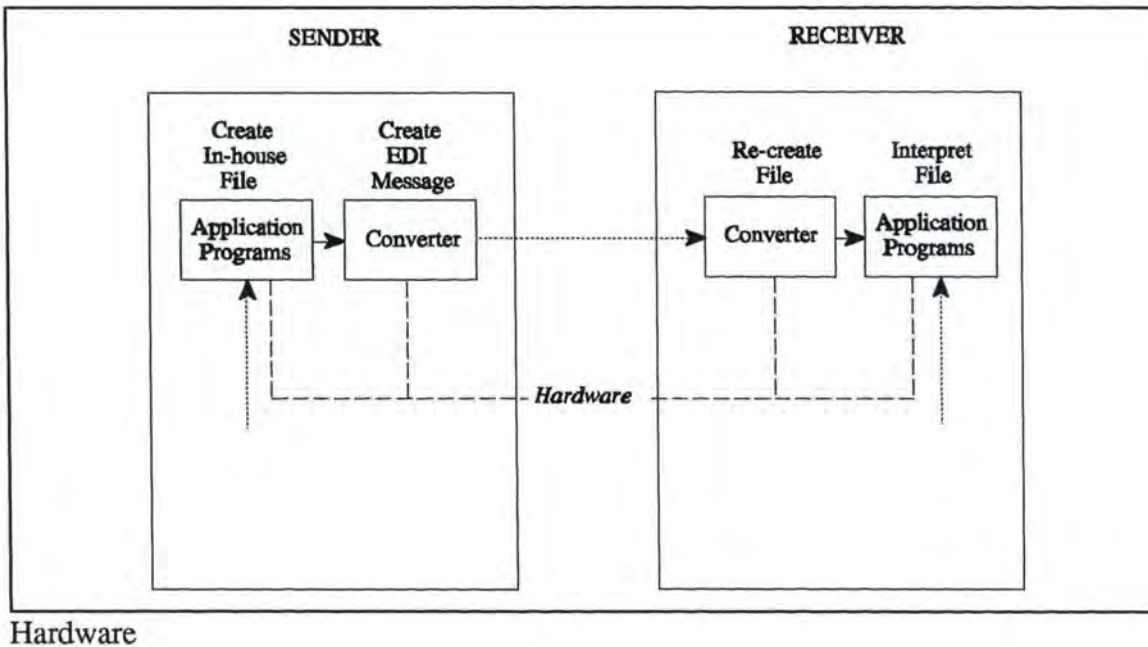 SENDER
RECEIVER
Create
In-house
File
Create
EDI
Message
Re-create
File
Interpret
File
Application
Programs
Converter
Converter
Application
Programs
Hardware
Hardware